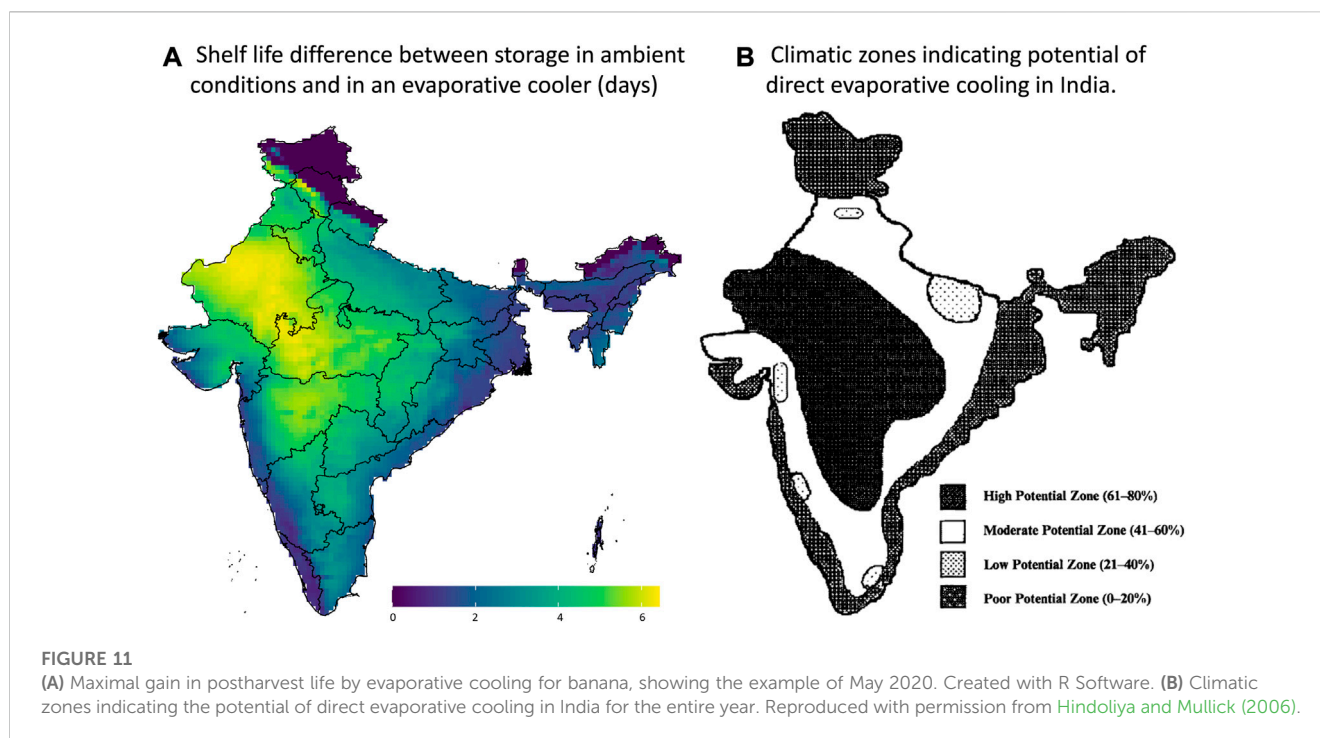 A Shelf life difference between storage in ambient
conditions and in an evaporative cooler (days)
B Climatic zones indicating potential of
direct evaporative cooling in India.
0 2 4 6
High Potential Zone (61–80%)
Moderate Potential Zone (41–60%)
Low Potential Zone (21–40%)
Poor Potential Zone (0–20%)
FIGURE 11
(A) Maximal gain in postharvest life by evaporative cooling for banana, showing the example of May 2020. Created with R Software. (B) Climatic
zones indicating the potential of direct evaporative cooling in India for the entire year. Reproduced with permission from Hindoliya and Mullick (2006).